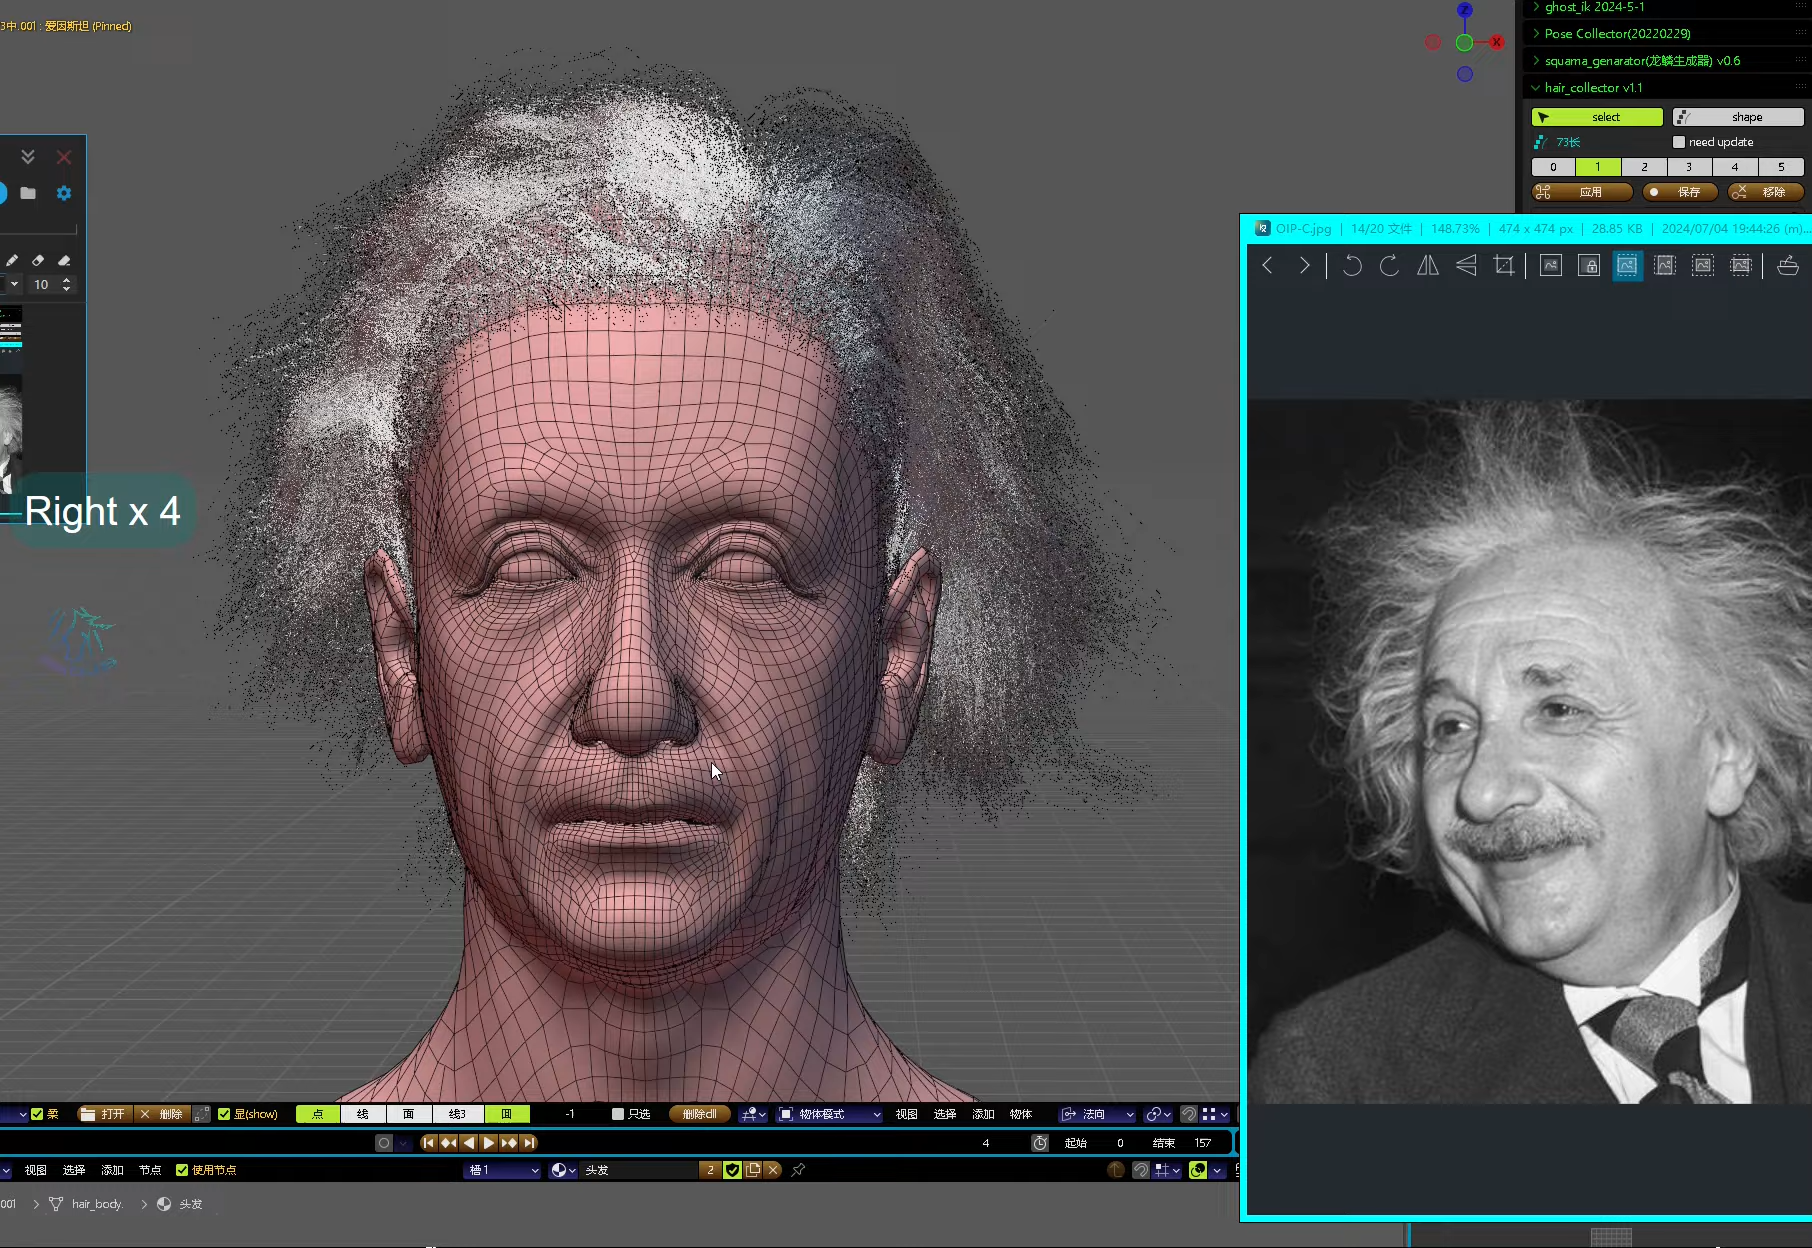 3中.001 : 爱因斯坦 (Pinned)
Z
X
ghost_ik 2024-5-1
Pose Collector(20220229)
squama_genarator(龙鳞生成器) v0.6
hair_collector v1.1
select shape
73长 need update
0 1 2 3 4 5
应用 保存 移除
OIP-C.jpg | 14/20 文件 | 148.73% | 474 x 474 px | 28.85 KB | 2024/07/04 19:44:26 (m)...
10
Right x 4
柔 打开 删除 显(show) 点 线 面 线3 面 -1 只选 删除dll 物体模式 视图 选择 添加 物体 法向
4 起始 0 结束 157
视图 选择 添加 节点 使用节点 槽 1 头发 2
001 > hair_body. > 头发